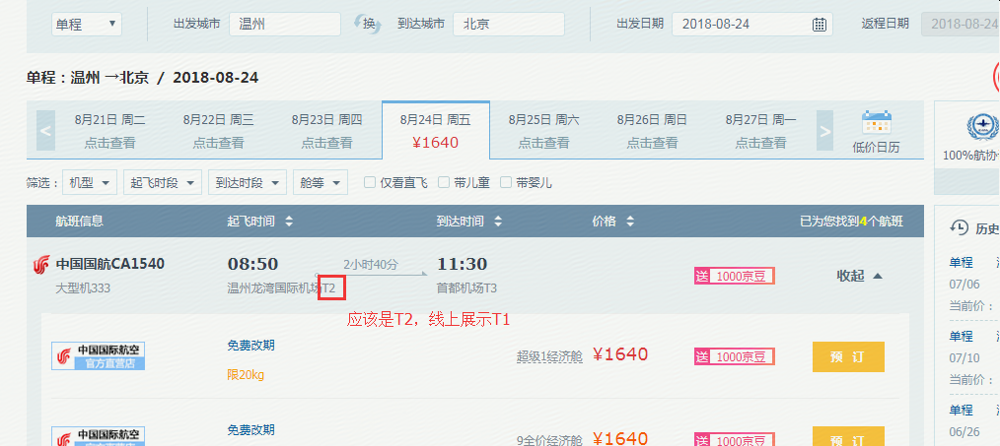 单程 出发城市 温州 换 到达城市 北京 出发日期 2018-08-24 返程日期 2018-08-24
单程：温州 →北京 / 2018-08-24
< 8月21日 周二 8月22日 周三 8月23日 周四 8月24日 周五 8月25日 周六 8月26日 周日 8月27日 周一 >
点击查看 点击查看 点击查看 ¥1640 点击查看 点击查看 点击查看 低价日历
100%航协
筛选： 机型 起飞时段 到达时段 舱等 仅看直飞 带儿童 带婴儿
航班信息 起飞时间 到达时间 价格 已为您找到4个航班
历史
中国国航CA1540 08:50 2小时40分 11:30 送 1000京豆 收起
大型机333 温州龙湾国际机场T2 首都机场T3
应该是T2，线上展示T1
单程
07/06
当前价：
中国国际航空 官方直营店 免费改期 超级1经济舱 ¥1640 送 1000京豆 预 订
限20kg
单程
07/10
当前价：
中国国际航空 官方直营店 免费改期 9全价经济舱 ¥1640 送 1000京豆 预 订
单程
06/26